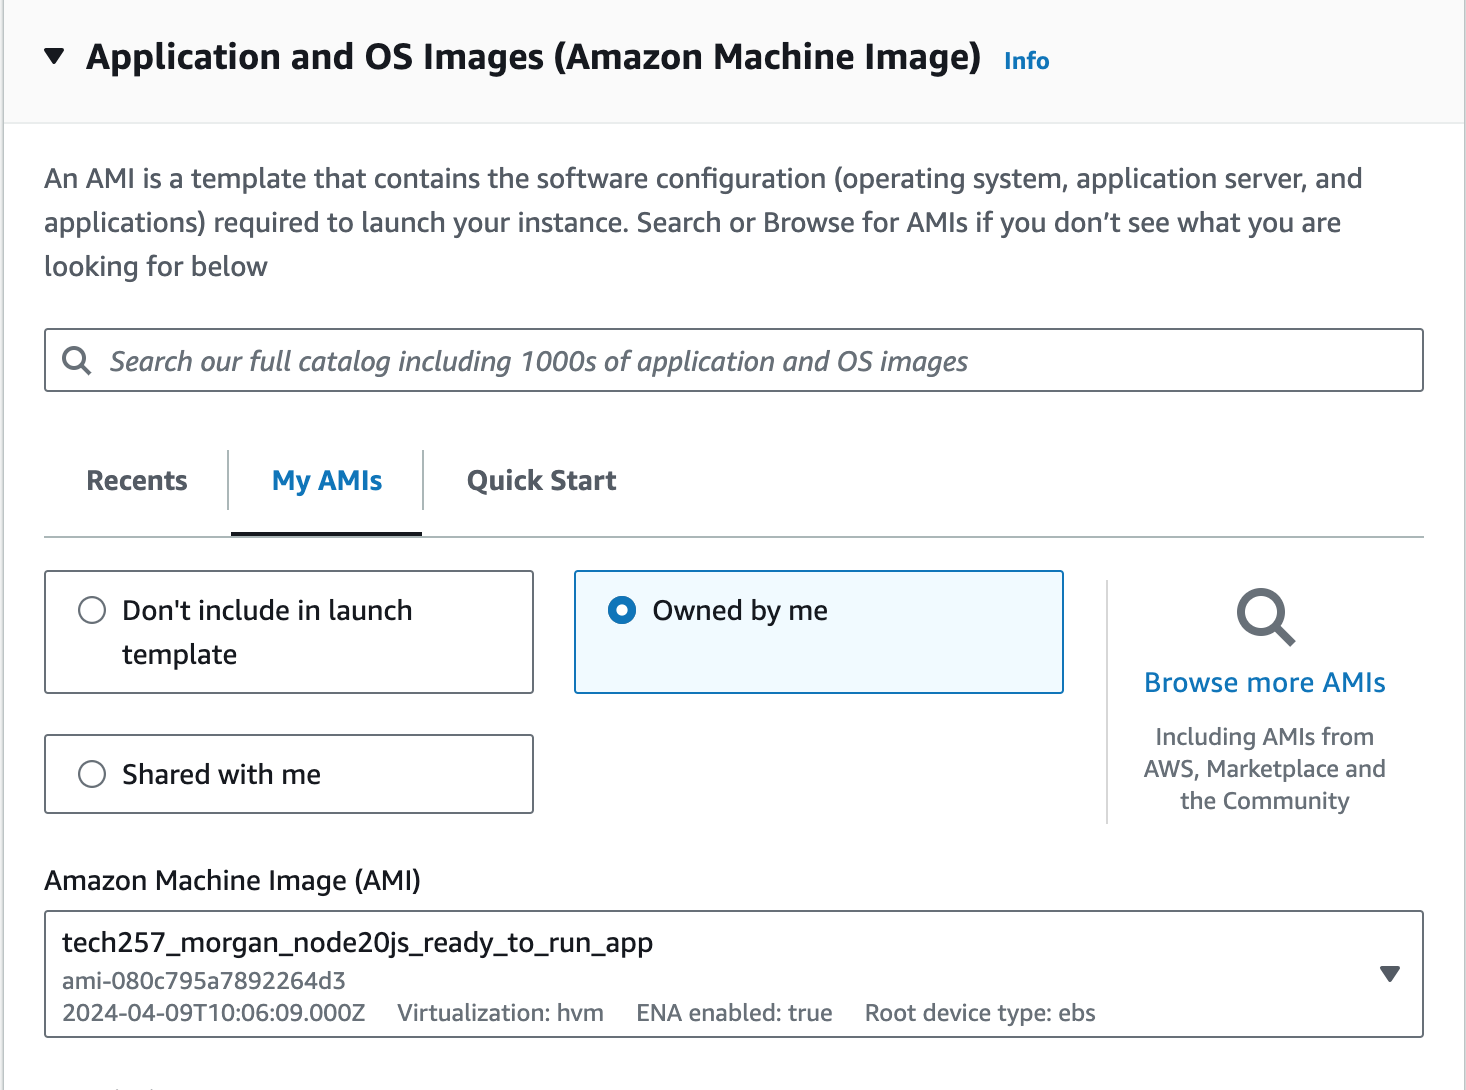 Application and OS Images (Amazon Machine Image) Info
An AMI is a template that contains the software configuration (operating system, application server, and
applications) required to launch your instance. Search or Browse for AMIs if you don’t see what you are
looking for below
Search our full catalog including 1000s of application and OS images
Recents
My AMIs
Quick Start
Don't include in launch
template
Owned by me
Shared with me
Browse more AMIs
Including AMIs from
AWS, Marketplace and
the Community
Amazon Machine Image (AMI)
tech257_morgan_node20js_ready_to_run_app
ami-080c795a7892264d3
2024-04-09T10:06:09.000Z Virtualization: hvm ENA enabled: true Root device type: ebs